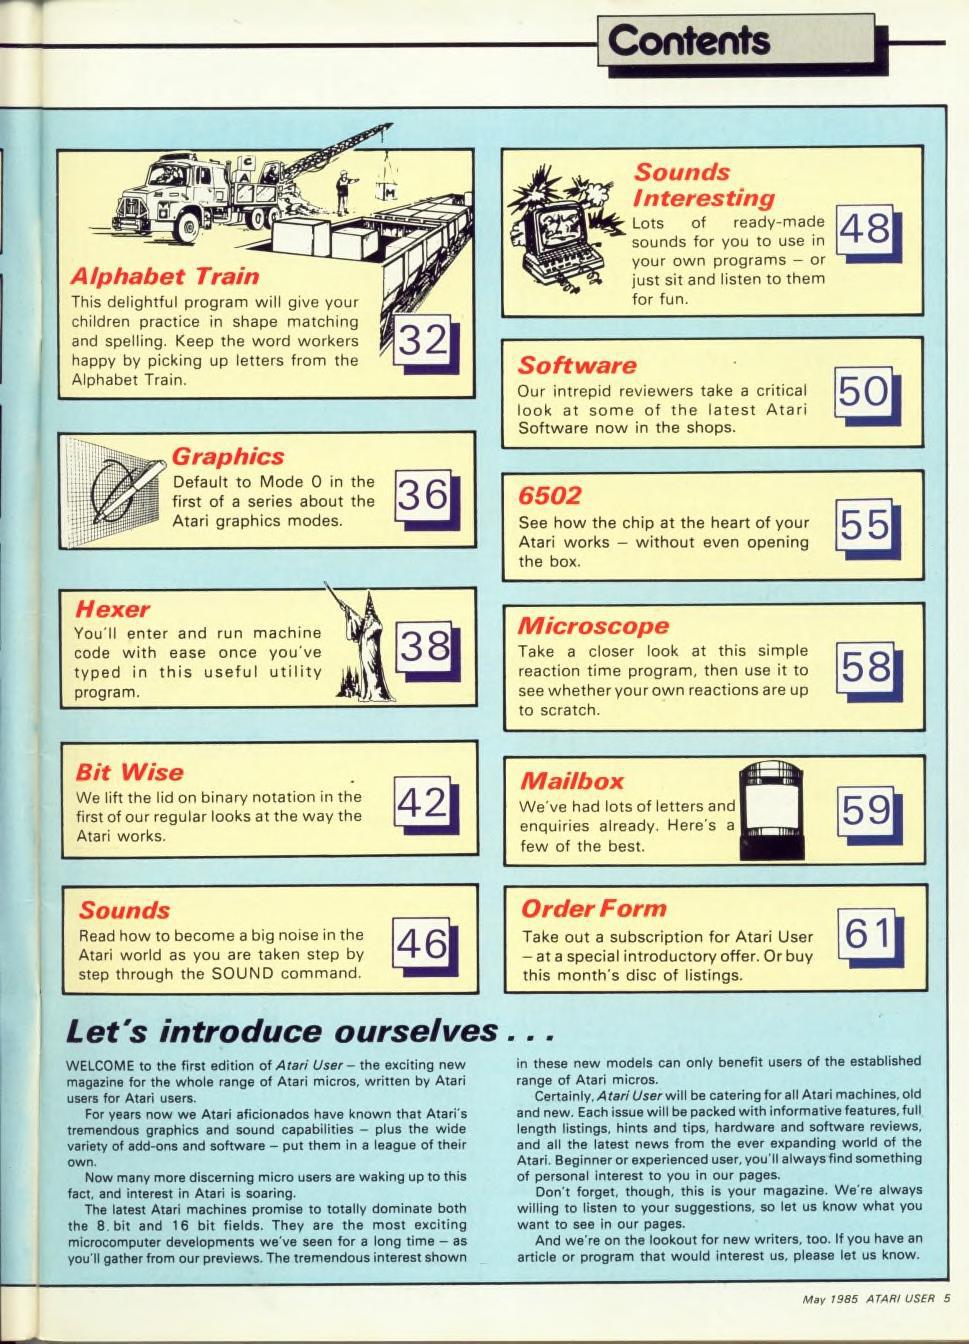 Contents
C
A
M
Alphabet Train
This delightful program will give your
children practice in shape matching
and spelling. Keep the word workers
happy by picking up letters from the
Alphabet Train.
32
Graphics
Default to Mode 0 in the
first of a series about the
Atari graphics modes.
36
Hexer
You'll enter and run machine
code with ease once you've
typed in this useful utility
program.
38
Bit Wise
We lift the lid on binary notation in the
first of our regular looks at the way the
Atari works.
42
Sounds
Read how to become a big noise in the
Atari world as you are taken step by
step through the SOUND command.
46
Sounds
Interesting
Lots of ready-made
sounds for you to use in
your own programs – or
just sit and listen to them
for fun.
48
Software
Our intrepid reviewers take a critical
look at some of the latest Atari
Software now in the shops.
50
6502
See how the chip at the heart of your
Atari works – without even opening
the box.
55
Microscope
Take a closer look at this simple
reaction time program, then use it to
see whether your own reactions are up
to scratch.
58
Mailbox
We've had lots of letters and
enquiries already. Here's a
few of the best.
59
Order Form
Take out a subscription for Atari User
– at a special introductory offer. Or buy
this month's disc of listings.
61
Let's introduce ourselves . . .
WELCOME to the first edition of Atari User – the exciting new
magazine for the whole range of Atari micros, written by Atari
users for Atari users.
For years now we Atari aficionados have known that Atari's
tremendous graphics and sound capabilities – plus the wide
variety of add-ons and software – put them in a league of their
own.
Now many more discerning micro users are waking up to this
fact, and interest in Atari is soaring.
The latest Atari machines promise to totally dominate both
the 8.bit and 16 bit fields. They are the most exciting
microcomputer developments we've seen for a long time – as
you'll gather from our previews. The tremendous interest shown
in these new models can only benefit users of the established
range of Atari micros.
Certainly, Atari User will be catering for all Atari machines, old
and new. Each issue will be packed with informative features, full
length listings, hints and tips, hardware and software reviews,
and all the latest news from the ever expanding world of the
Atari. Beginner or experienced user, you'll always find something
of personal interest to you in our pages.
Don't forget, though, this is your magazine. We're always
willing to listen to your suggestions, so let us know what you
want to see in our pages.
And we're on the lookout for new writers, too. If you have an
article or program that would interest us, please let us know.
May 1985 ATARI USER 5